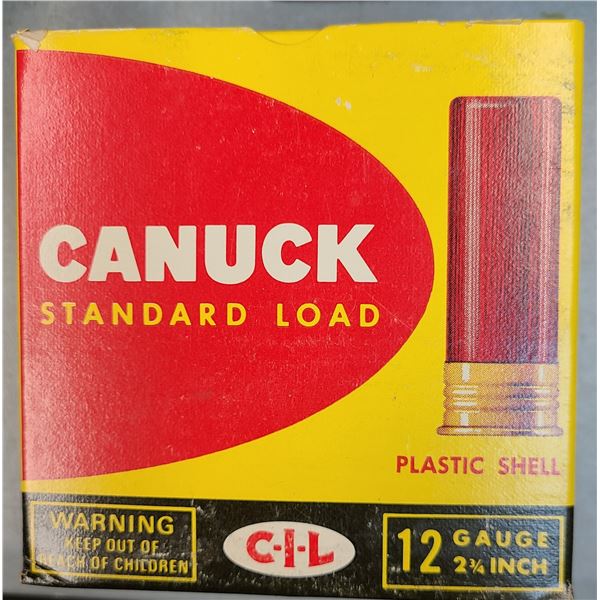 CANUCK
STANDARD LOAD
PLASTIC SHELL
WARNING
KEEP OUT OF
REACH OF CHILDREN
C-I-L
12 GAUGE
2¾ INCH